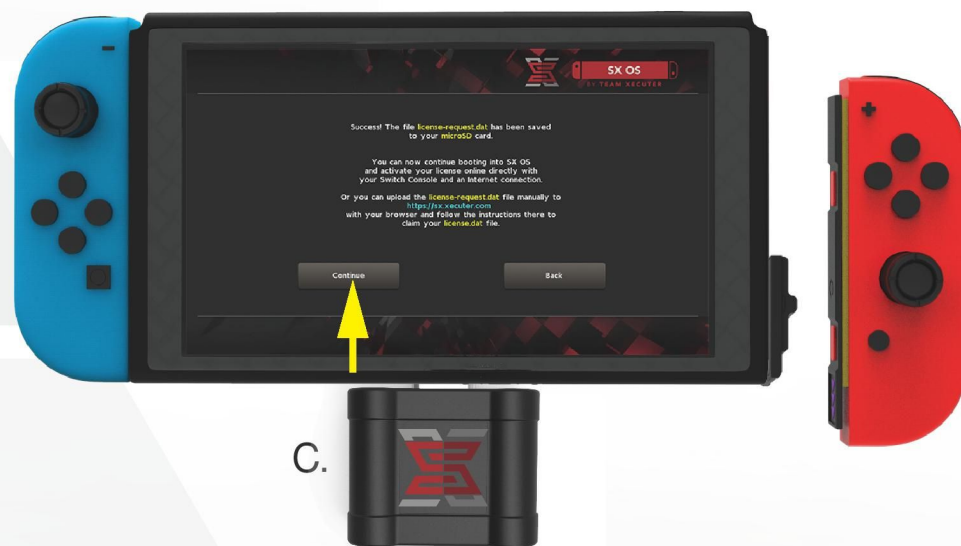 SX OS
BY TEAM XECUTER
Success! The file license-request.dat has been saved
to your microSD card.
You can now continue booting into SX OS
and activate your license online directly with
your Switch Console and an Internet connection.
Or you can upload the license-request.dat file manually to
https://sx.xecuter.com
with your browser and follow the instructions there to
claim your license.dat file.
Continue
Back
C.